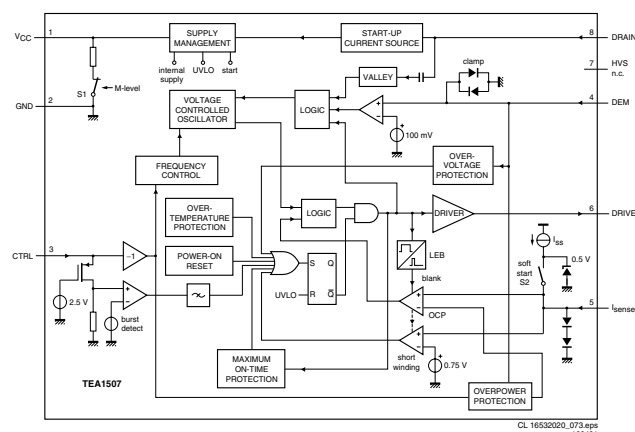 VCC
1
SUPPLY
MANAGEMENT
START-UP
CURRENT SOURCE
8
DRAIN
internal
supply
UVLO
start
clamp
7
HVS
n.c.
S1
M-level
VALLEY
GND
2
VOLTAGE
CONTROLLED
OSCILLATOR
LOGIC
4
DEM
100 mV
FREQUENCY
CONTROL
OVER-
VOLTAGE
PROTECTION
OVER-
TEMPERATURE
PROTECTION
LOGIC
DRIVER
6
DRIVER
CTRL
3
−1
POWER-ON
RESET
S
Q
LEB
Iss
0.5 V
soft
start
S2
blank
UVLO
R
Q
2.5 V
burst
detect
OCP
5
Isense
short
winding
0.75 V
MAXIMUM
ON-TIME
PROTECTION
TEA1507
OVERPOWER
PROTECTION
CL 16532020_073.eps